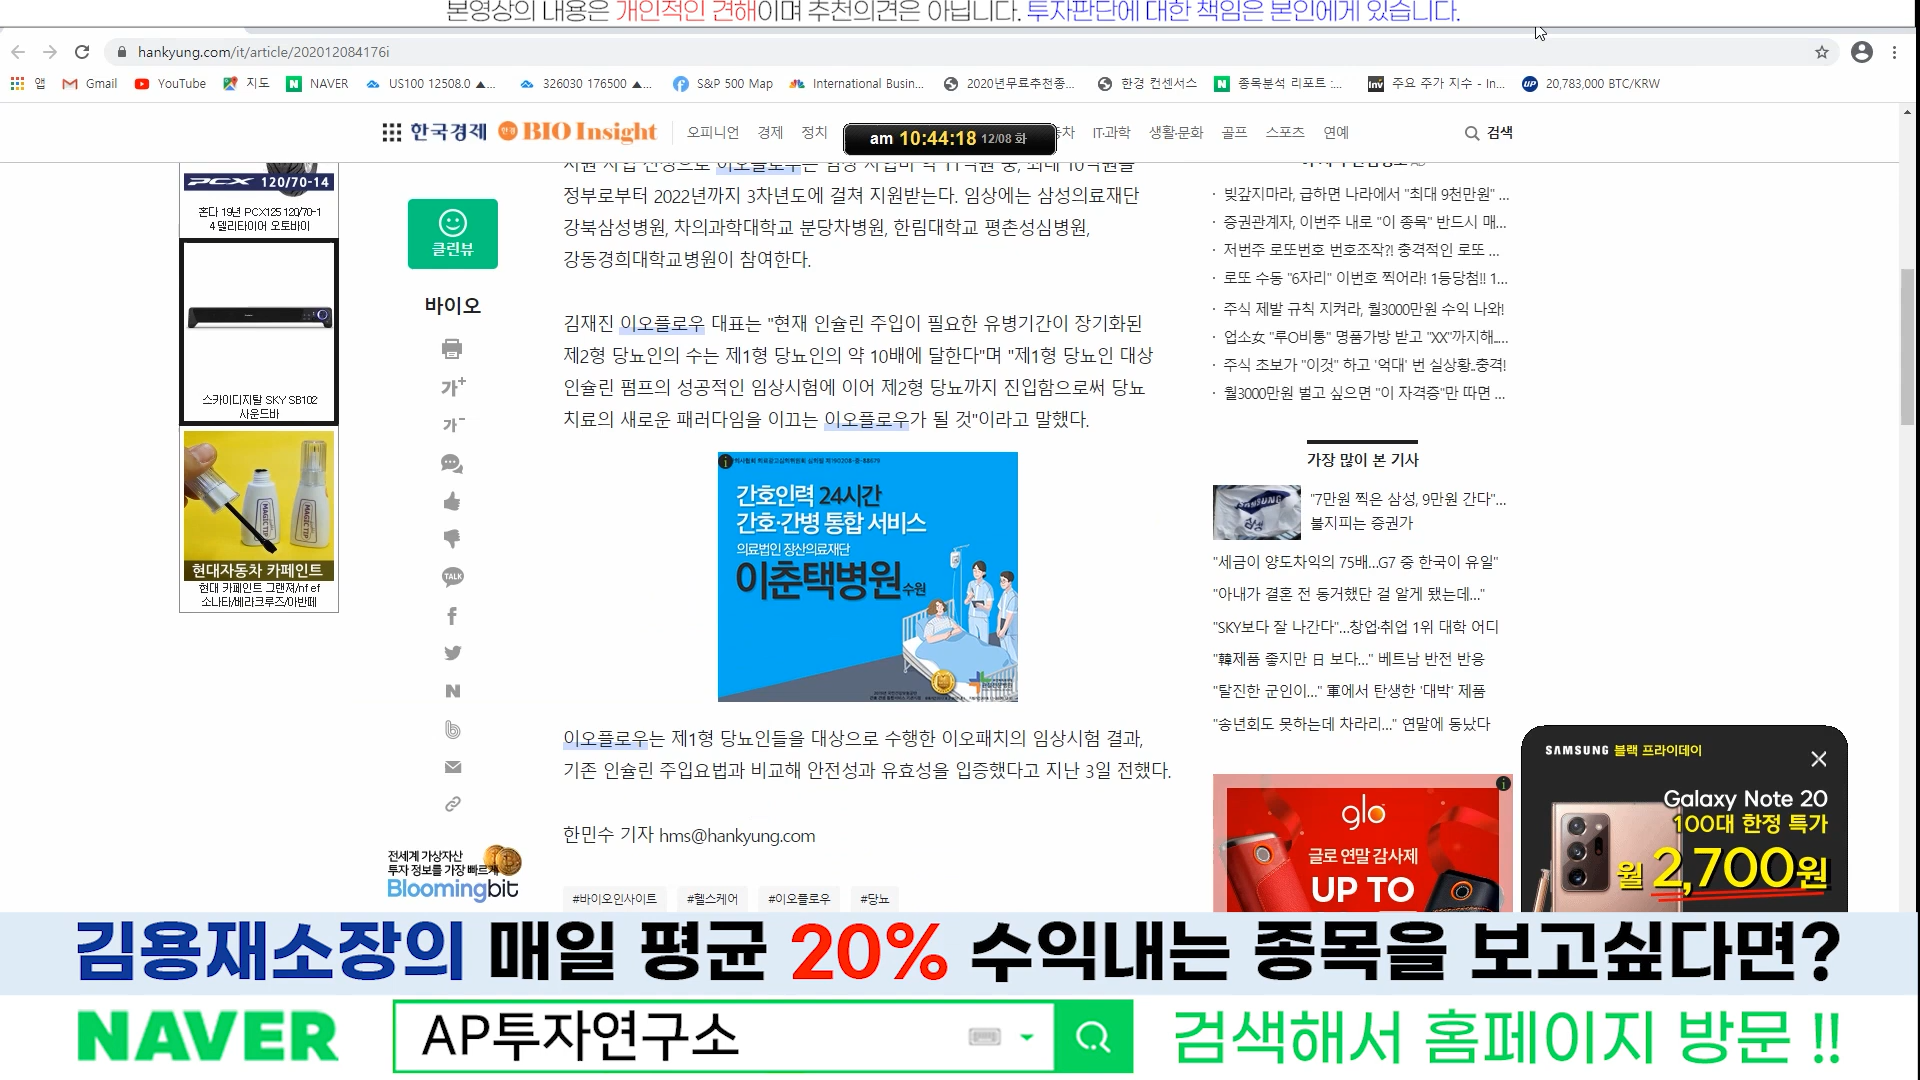 본영상의 내용은 개인적인 견해이며 추천의견은 아닙니다. 투자판단에 대한 책임은 본인에게 있습니다.
hankyung.com/it/article/202012084176i
앱 Gmail YouTube 지도 NAVER US100 12508.0 ▲... 326030 176500 ▲... S&P 500 Map International Busin... 2020년무료추천종... 한경 컨센서스 종목분석 리포트 :... 주요 주가 지수 - In... 20,783,000 BTC/KRW
한국경제 한경 BIO Insight 오피니언 경제 정치 am 10:44:18 12/08 화 IT·과학 생활·문화 골프 스포츠 연예 검색
PCX 120/70-14
혼다 19년 PCX125 120/70-1
4 델리타이어 오토바이
스카이디지탈 SKY SB102
사운드바
MAGIC TIP
현대자동차 카페인트
현대 카페인트 그랜져/nf ef
소나타/베라크루즈/아반떼
클린뷰
바이오
가+
가-
TALK
전세계 가상자산
투자 정보를 가장 빠르게
Bloomingbit
정부로부터 2022년까지 3차년도에 걸쳐 지원받는다. 임상에는 삼성의료재단
강북삼성병원, 차의과학대학교 분당차병원, 한림대학교 평촌성심병원,
강동경희대학교병원이 참여한다.
김재진 이오플로우 대표는 "현재 인슐린 주입이 필요한 유병기간이 장기화된
제2형 당뇨인의 수는 제1형 당뇨인의 약 10배에 달한다"며 "제1형 당뇨인 대상
인슐린 펌프의 성공적인 임상시험에 이어 제2형 당뇨까지 진입함으로써 당뇨
치료의 새로운 패러다임을 이끄는 이오플로우가 될 것"이라고 말했다.
간호인력 24시간
간호·간병 통합 서비스
의료법인 장산의료재단
이춘택병원 수원
이오플로우는 제1형 당뇨인들을 대상으로 수행한 이오패치의 임상시험 결과,
기존 인슐린 주입요법과 비교해 안전성과 유효성을 입증했다고 지난 3일 전했다.
한민수 기자 hms@hankyung.com
#바이오인사이트 #헬스케어 #이오플로우 #당뇨
· 빚갚지마라, 급하면 나라에서 "최대 9천만원" ...
· 증권관계자, 이번주 내로 "이 종목" 반드시 매...
· 저번주 로또번호 번호조작?! 충격적인 로또 ...
· 로또 수동 "6자리" 이번호 찍어라! 1등당첨!! 1...
· 주식 제발 규칙 지켜라, 월3000만원 수익 나와!
· 업소女 "루O비통" 명품가방 받고 "XX"까지해.....
· 주식 초보가 "이것" 하고 '억대' 번 실상황..충격!
· 월3000만원 벌고 싶으면 "이 자격증"만 따면 ...
가장 많이 본 기사
"7만원 찍은 삼성, 9만원 간다"...
불지피는 증권가
"세금이 양도차익의 75배...G7 중 한국이 유일"
"아내가 결혼 전 동거했단 걸 알게 됐는데..."
"SKY보다 잘 나간다"...창업·취업 1위 대학 어디
"韓제품 좋지만 日 보다..." 베트남 반전 반응
"탈진한 군인이..." 軍에서 탄생한 '대박' 제품
"송년회도 못하는데 차라리..." 연말에 동났다
glo
글로 연말 감사제
UP TO
SAMSUNG 블랙 프라이데이
Galaxy Note 20
100대 한정 특가
월 2,700원
김용재소장의 매일 평균 20% 수익내는 종목을 보고싶다면?
NAVER AP투자연구소 검색해서 홈페이지 방문 !!